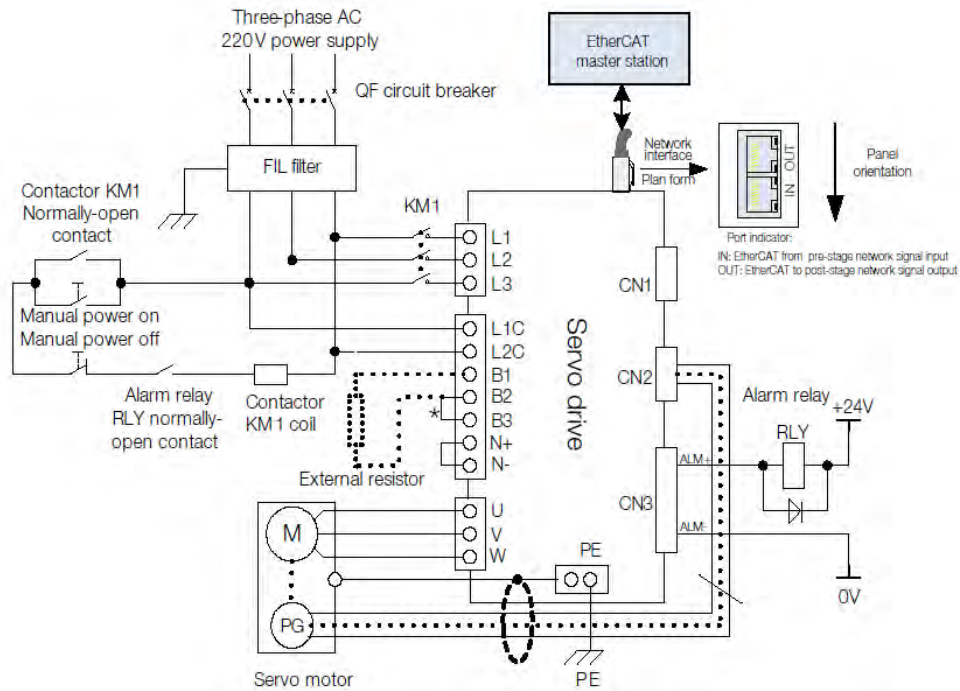 Three-phase AC
220V power supply
QF circuit breaker
FIL filter
EtherCAT
master station
Network
interface
Plan form
OUT
IN
Panel
orientation
Port indicator:
IN: EtherCAT from pre-stage network signal input
OUT: EtherCAT to post-stage network signal output
Contactor KM1
Normally-open
contact
Manual power on
Manual power off
Alarm relay
RLY normally-
open contact
Contactor
KM1 coil
KM1
L1
L2
L3
L1C
L2C
B1
B2
*
B3
N+
N-
External resistor
U
V
W
Servo drive
CN1
CN2
CN3
ALM+
ALM-
Alarm relay
+24V
RLY
0V
M
PG
Servo motor
PE
PE